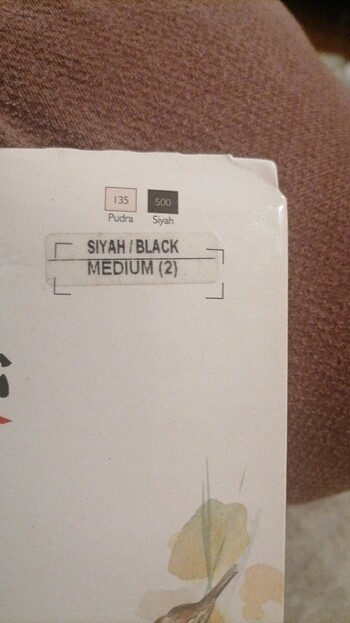 135 500
Pudra Siyah
SIYAH / BLACK
MEDIUM (2)